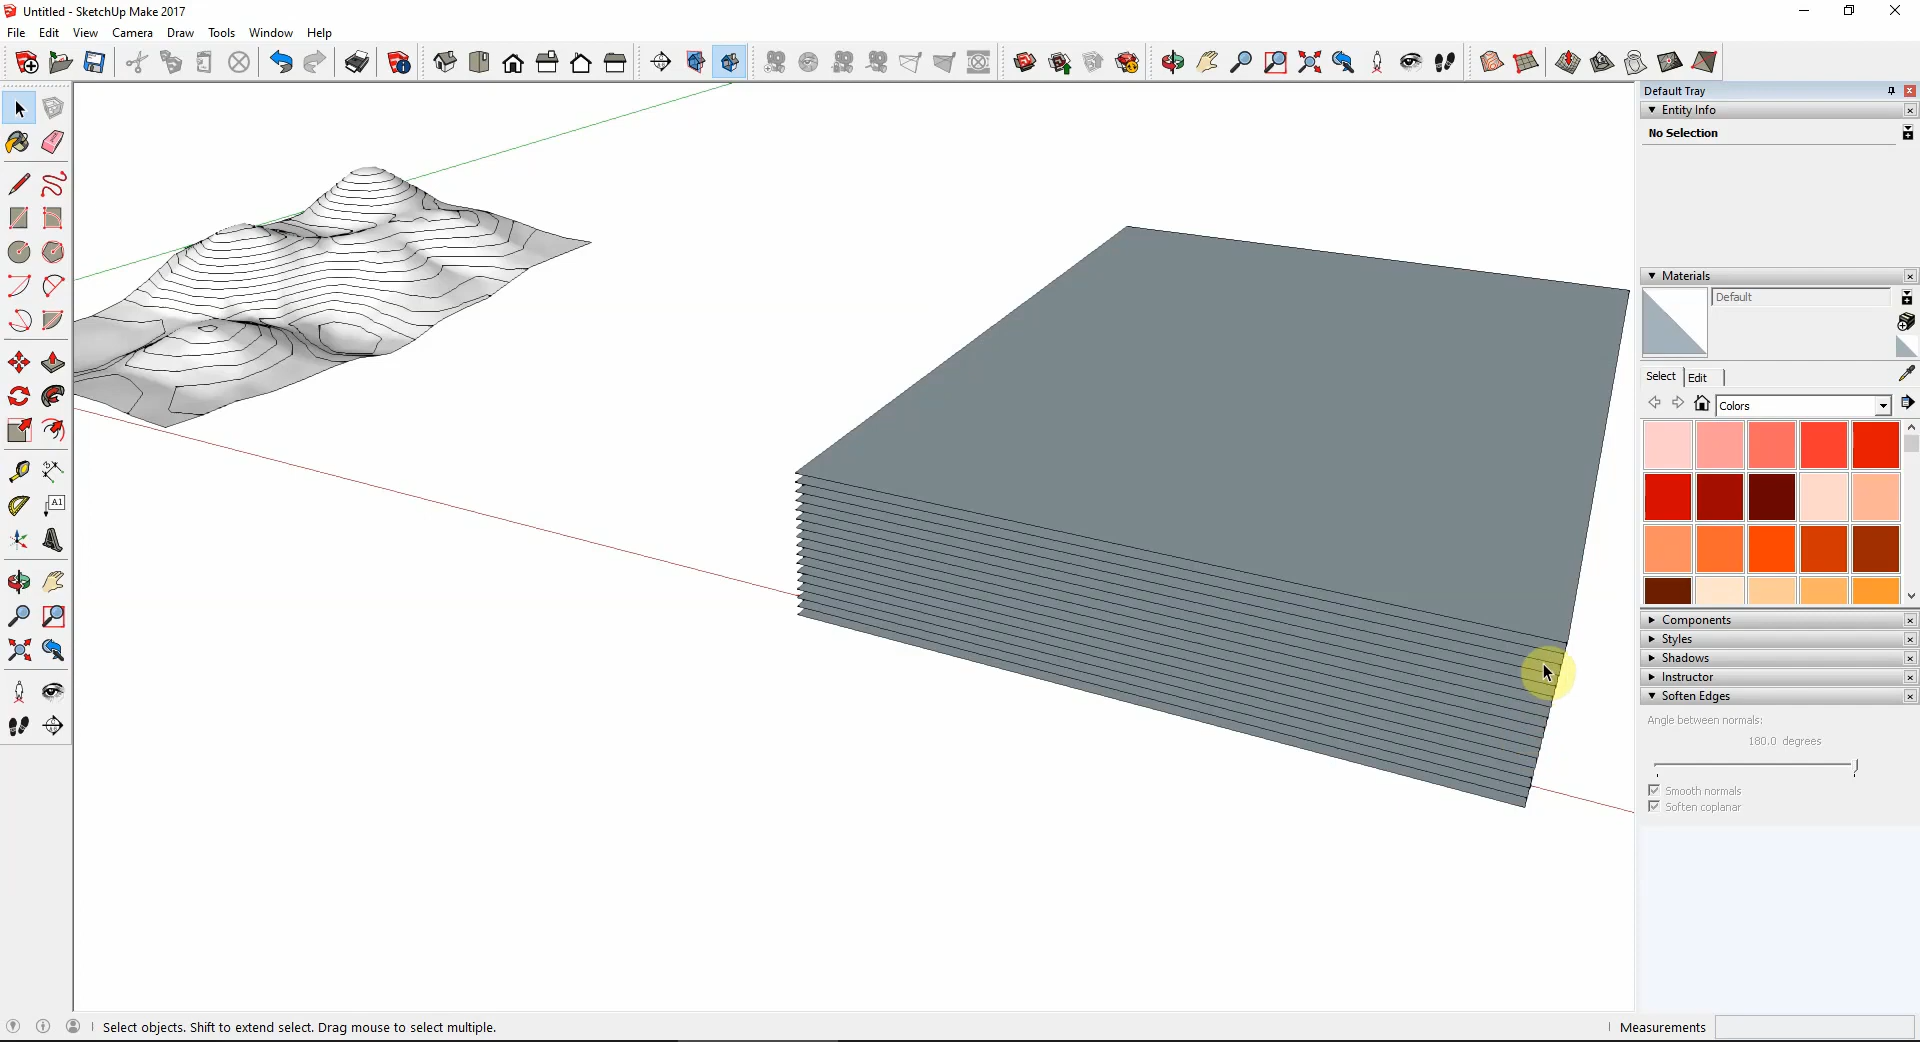 Untitled - SketchUp Make 2017
File Edit View Camera Draw Tools Window Help
Default Tray
Entity Info
No Selection
Materials
Default
Select Edit
Colors
A1
Components
Styles
Shadows
Instructor
Soften Edges
Angle between normals:
180.0 degrees
Smooth normals
Soften coplanar
Select objects. Shift to extend select. Drag mouse to select multiple.
Measurements